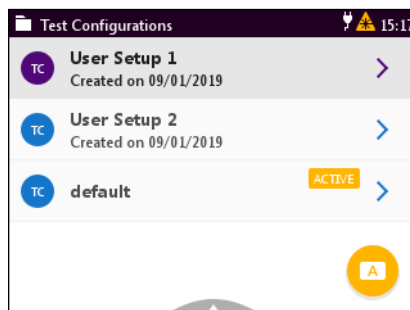 Test Configurations 15:17
TC User Setup 1
Created on 09/01/2019
TC User Setup 2
Created on 09/01/2019
TC default ACTIVE
A